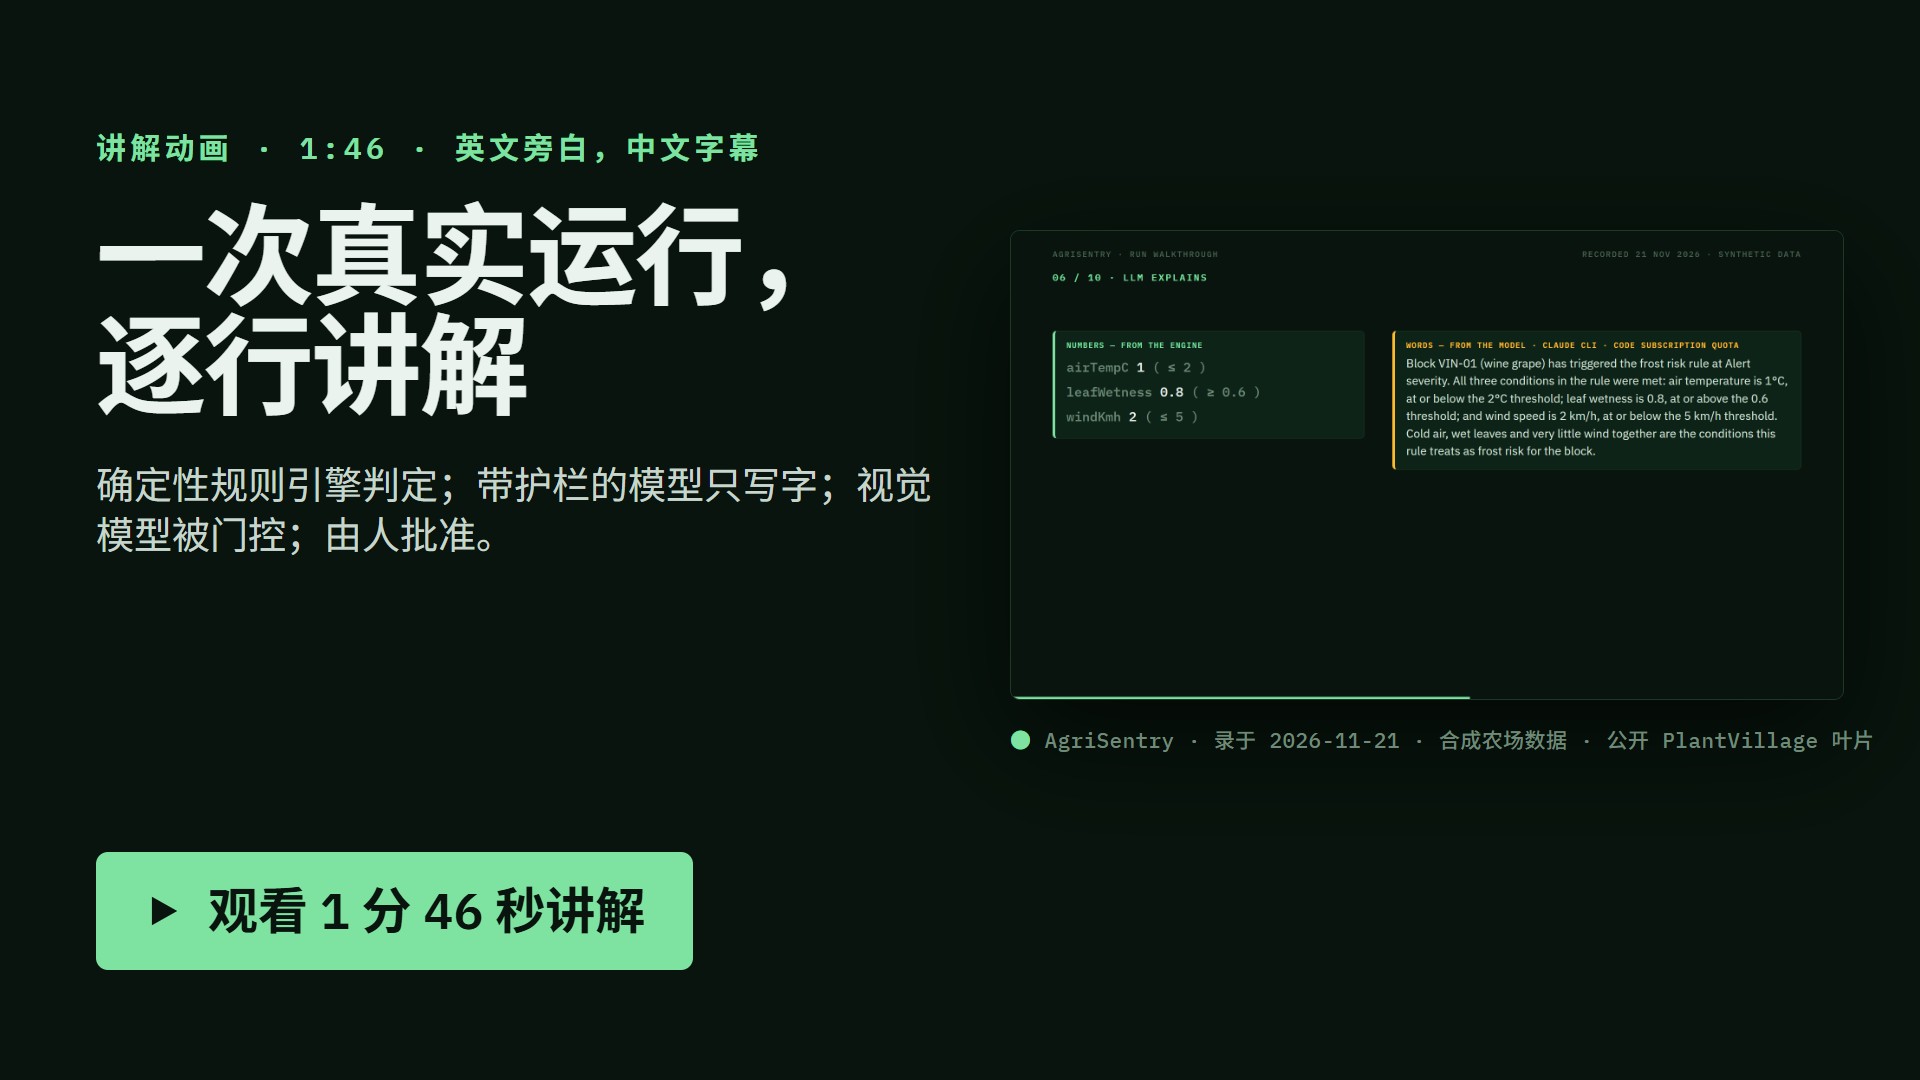 讲解动画 · 1:46 · 英文旁白，中文字幕
一次真实运行，
逐行讲解
确定性规则引擎判定；带护栏的模型只写字；视觉
模型被门控；由人批准。
▶ 观看 1 分 46 秒讲解
AGRISENTRY · RUN WALKTHROUGH
RECORDED 21 NOV 2026 · SYNTHETIC DATA
06 / 10 · LLM EXPLAINS
NUMBERS — FROM THE ENGINE
airTempC 1 ( ≤ 2 )
leafWetness 0.8 ( ≥ 0.6 )
windKmh 2 ( ≤ 5 )
WORDS — FROM THE MODEL · CLAUDE CLI · CODE SUBSCRIPTION QUOTA
Block VIN-01 (wine grape) has triggered the frost risk rule at Alert
severity. All three conditions in the rule were met: air temperature is 1°C,
at or below the 2°C threshold; leaf wetness is 0.8, at or above the 0.6
threshold; and wind speed is 2 km/h, at or below the 5 km/h threshold.
Cold air, wet leaves and very little wind together are the conditions this
rule treats as frost risk for the block.
AgriSentry · 录于 2026-11-21 · 合成农场数据 · 公开 PlantVillage 叶片